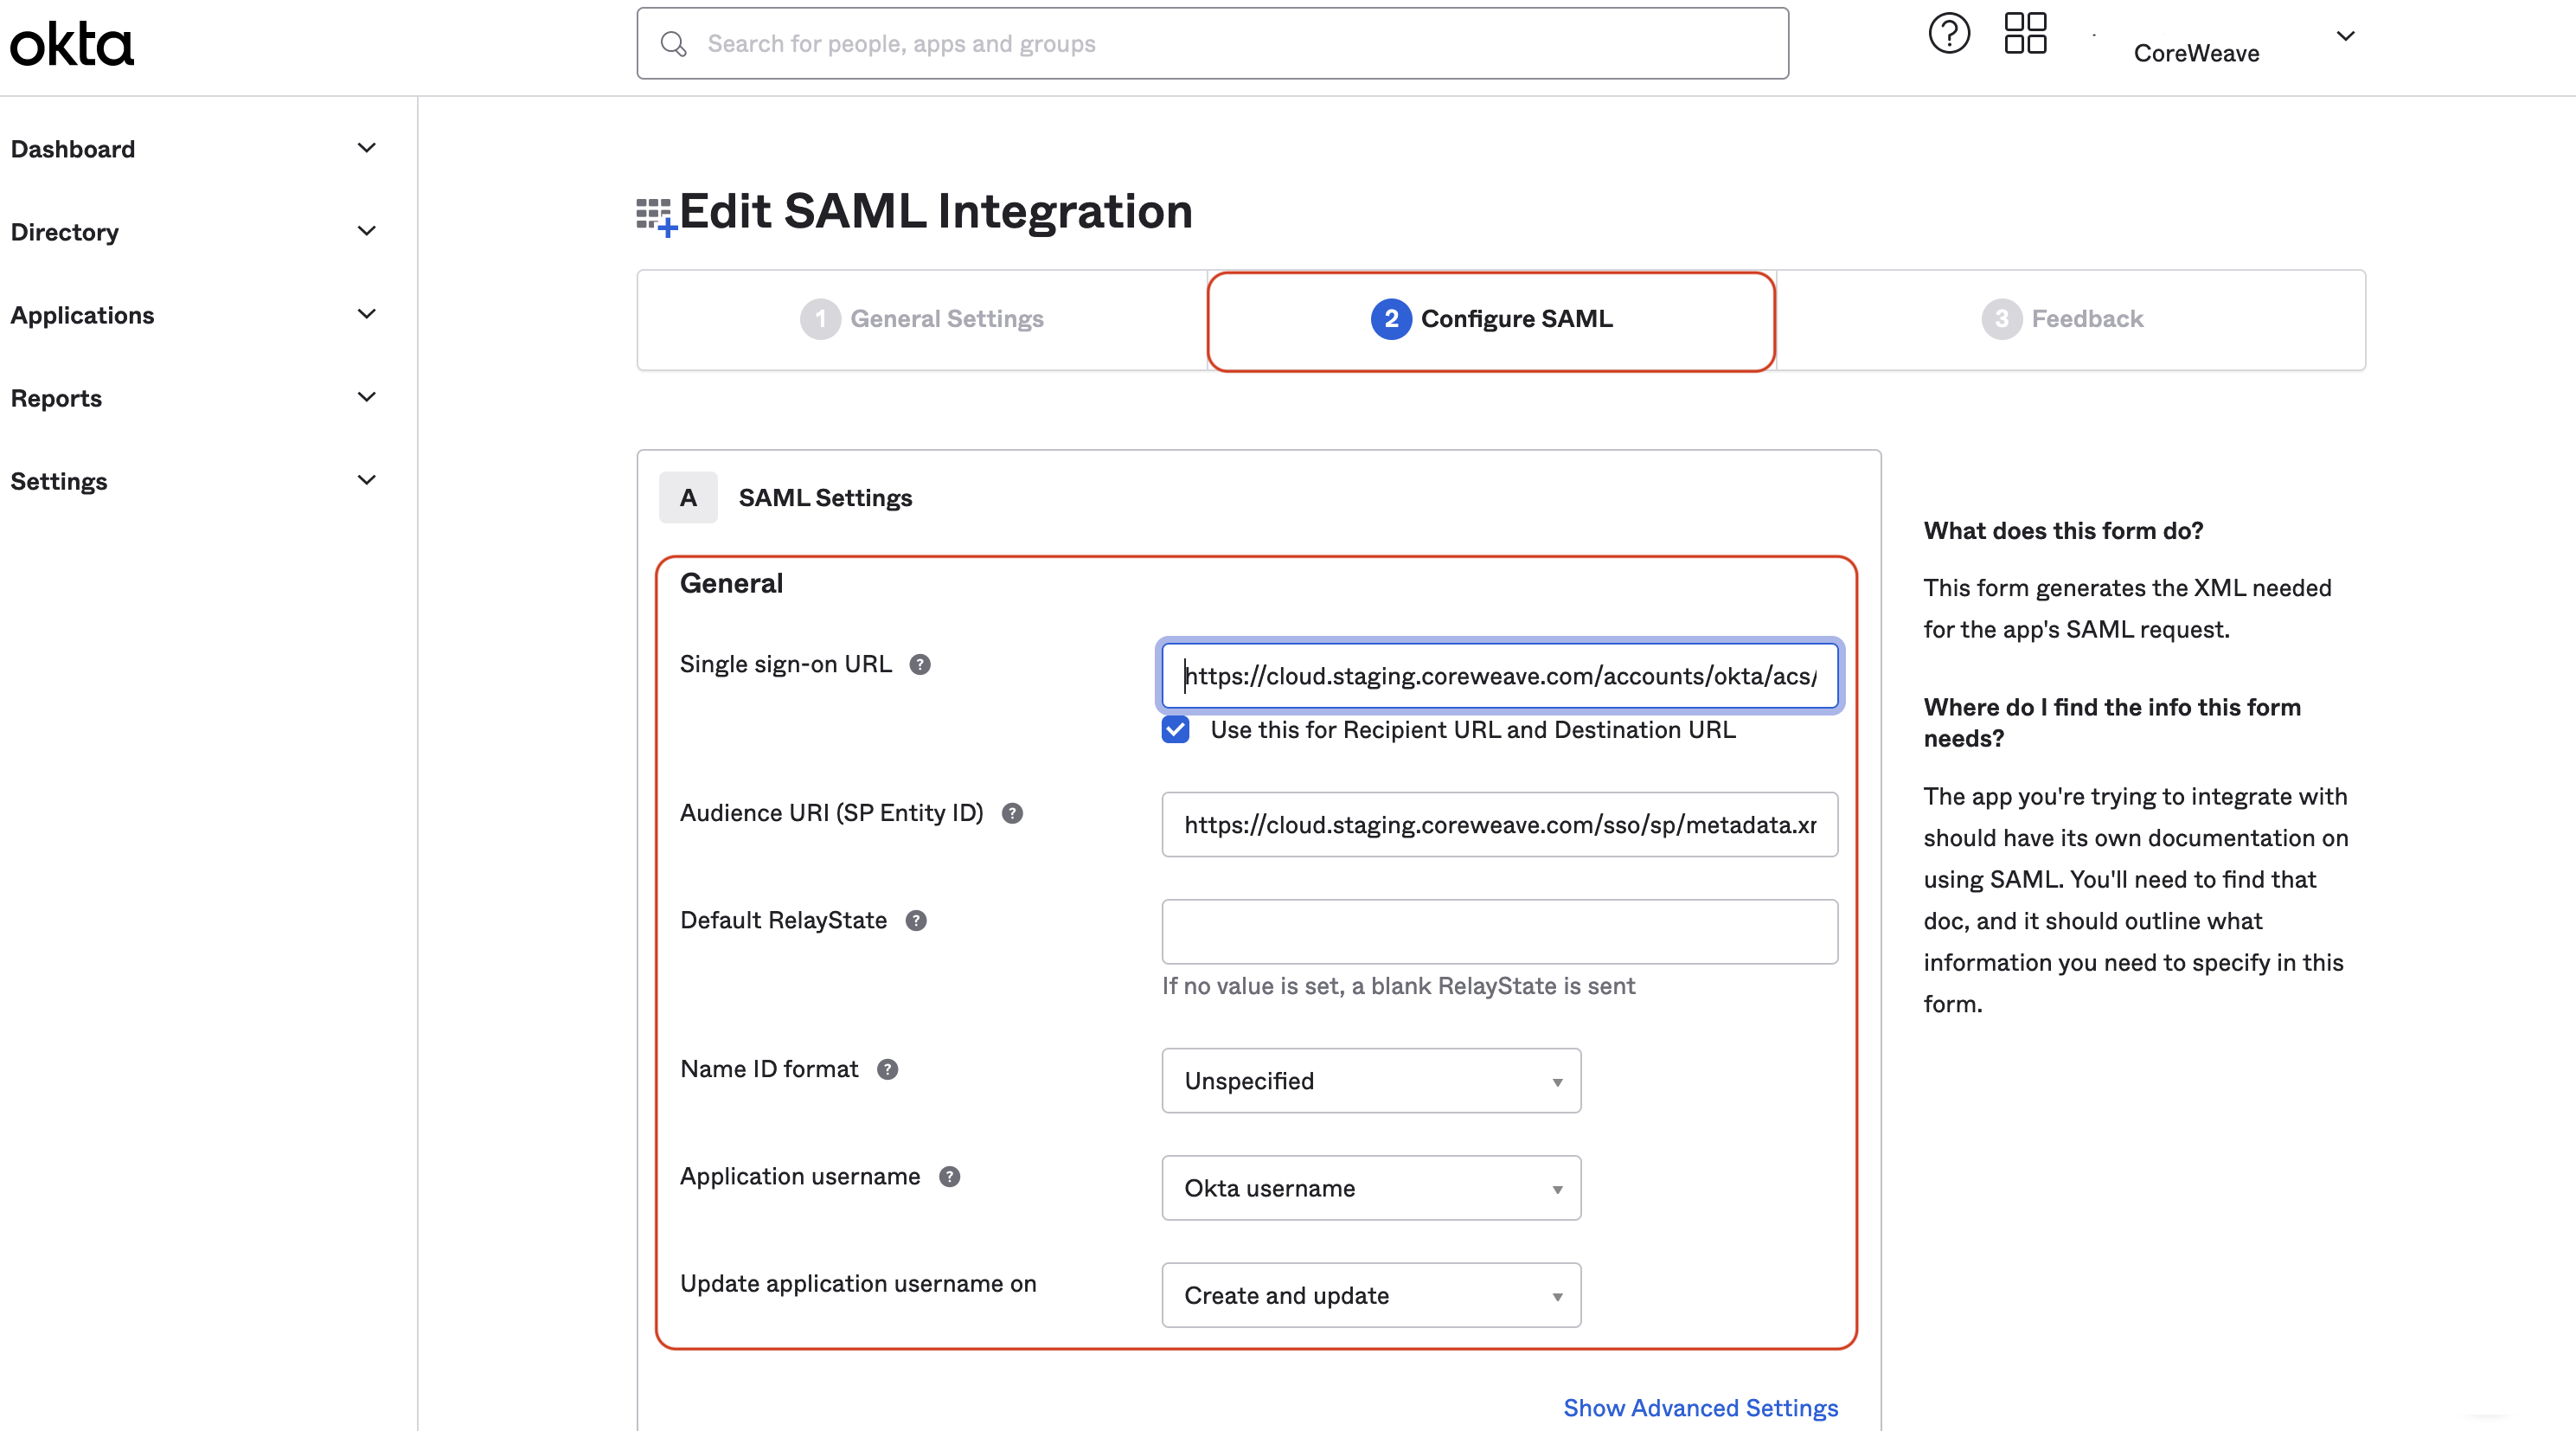 okta
Search for people, apps and groups
CoreWeave
Dashboard
Directory
Applications
Reports
Settings
Edit SAML Integration
1 General Settings
2 Configure SAML
3 Feedback
A SAML Settings
General
Single sign-on URL ?
https://cloud.staging.coreweave.com/accounts/okta/acs/
Use this for Recipient URL and Destination URL
Audience URI (SP Entity ID) ?
https://cloud.staging.coreweave.com/sso/sp/metadata.xr
Default RelayState ?
If no value is set, a blank RelayState is sent
Name ID format ?
Unspecified
Application username ?
Okta username
Update application username on
Create and update
Show Advanced Settings
What does this form do?
This form generates the XML needed
for the app's SAML request.
Where do I find the info this form
needs?
The app you're trying to integrate with
should have its own documentation on
using SAML. You'll need to find that
doc, and it should outline what
information you need to specify in this
form.